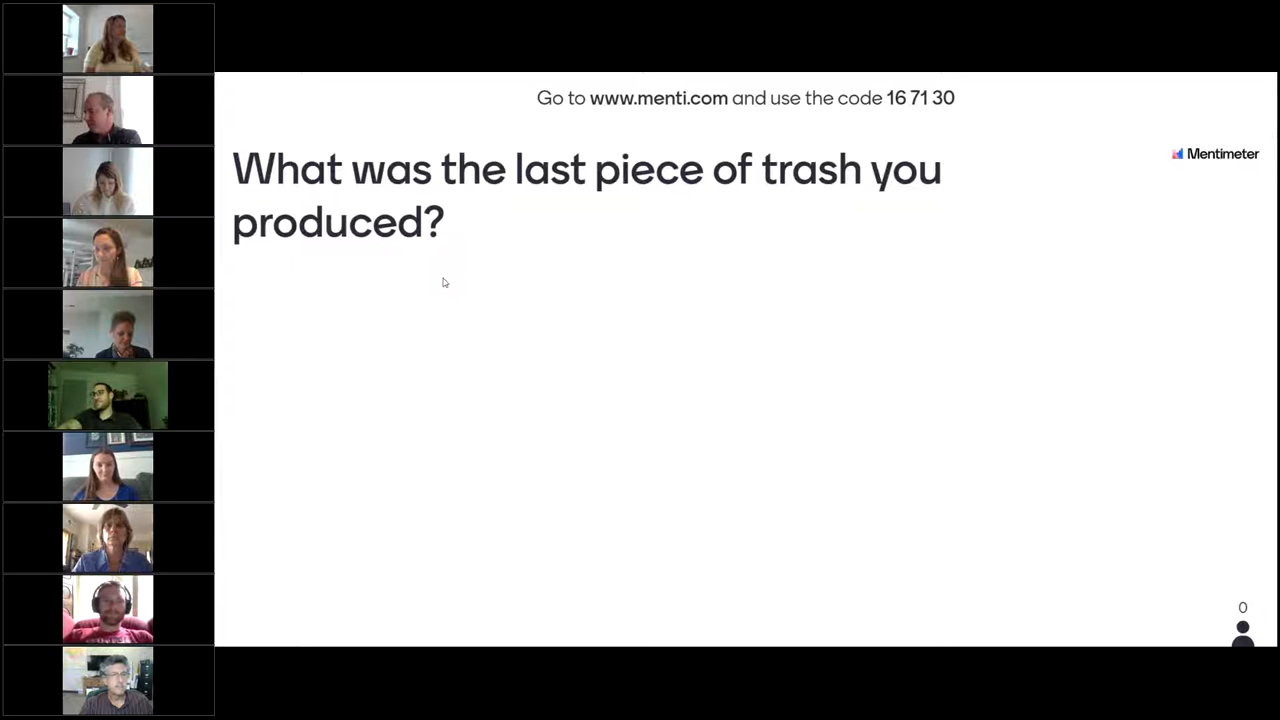 Go to www.menti.com and use the code 16 71 30
Mentimeter
What was the last piece of trash you
produced?
0